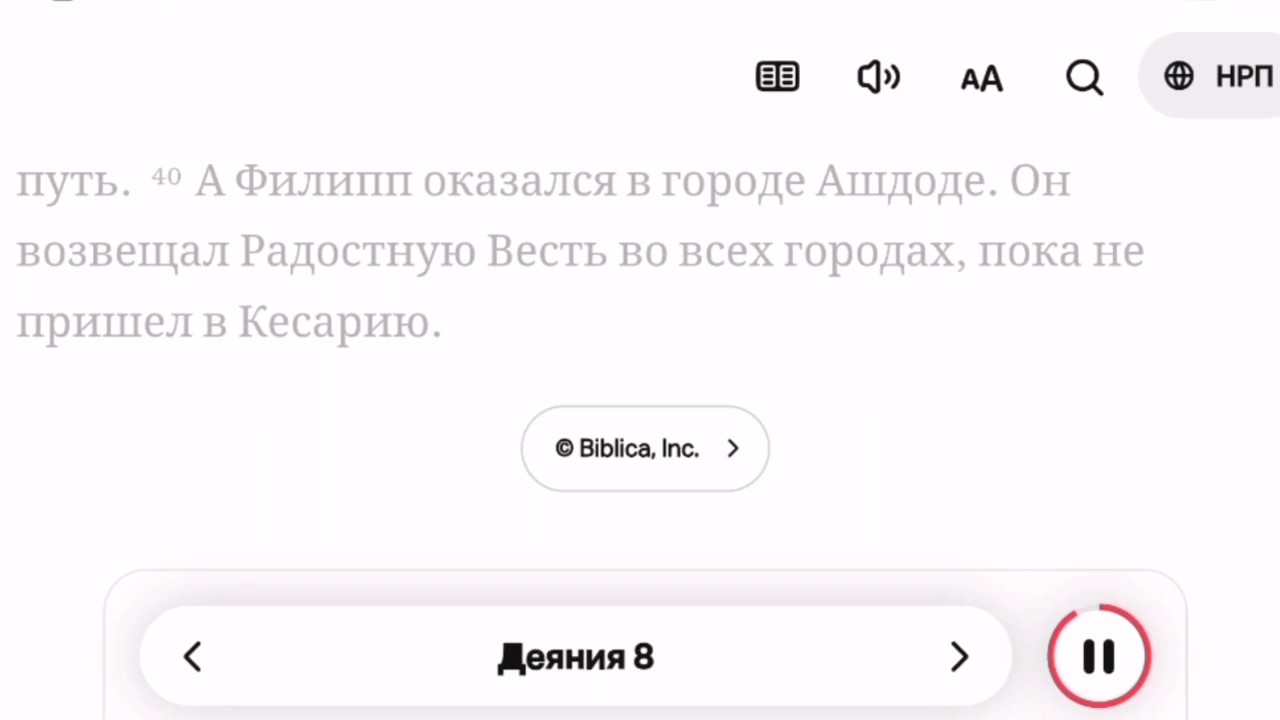 AA
НРП
путь. 40 А Филипп оказался в городе Ашдоде. Он
возвещал Радостную Весть во всех городах, пока не
пришел в Кесарию.
© Biblica, Inc.
Деяния 8